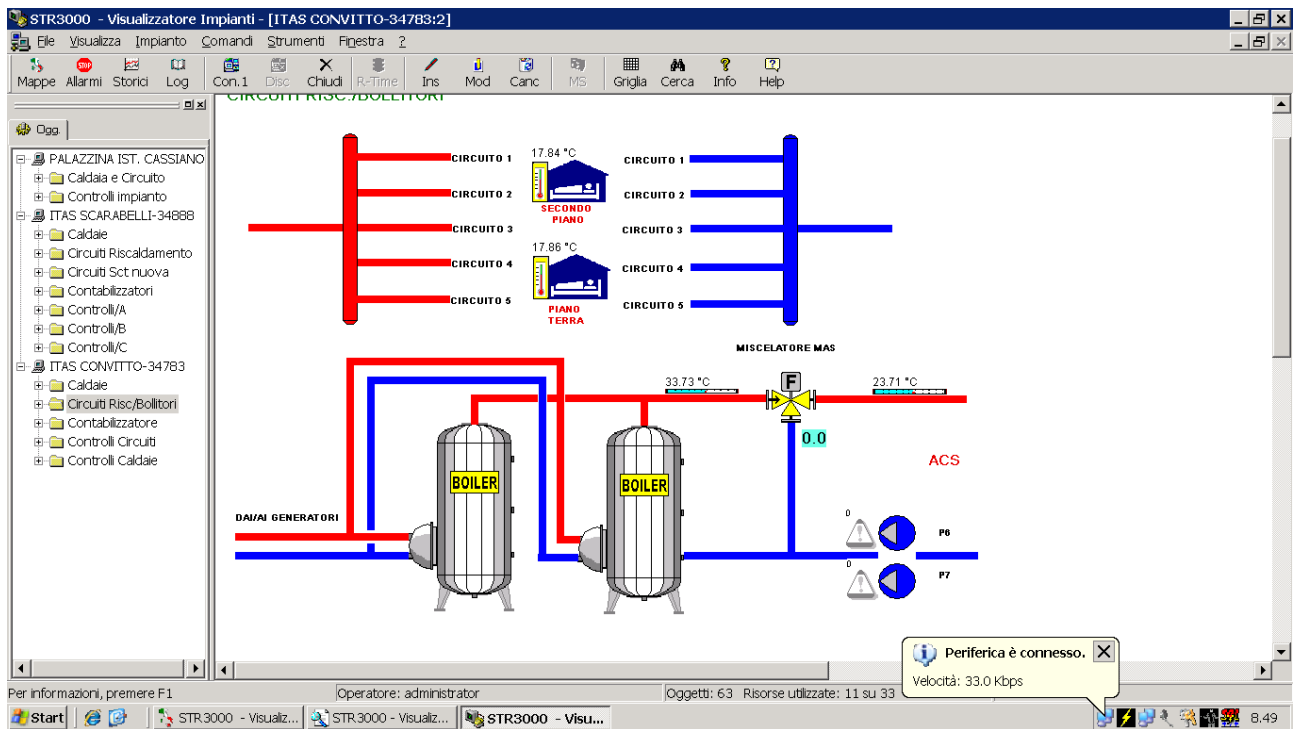 STR3000 - Visualizzatore Impianti - [ITAS CONVITTO-34783:2]
File Visualizza Impianto Comandi Strumenti Finestra ?
Mappe Allarmi Storici Log Con.1 Disc Chiudi R-Time Ins Mod Canc MS Griglia Cerca Info Help
Ogg.
PALAZZINA IST. CASSIANO
Caldaia e Circuito
Controlli impianto
ITAS SCARABELLI-34888
Caldaie
Circuiti Riscaldamento
Circuiti Sct nuova
Contabilizzatori
Controlli/A
Controlli/B
Controlli/C
ITAS CONVITTO-34783
Caldaie
Circuiti Risc/Bollitori
Contabilizzatore
Controlli Circuiti
Controlli Caldaie
CIRCUITI RISC./BOLLITORI
CIRCUITO 1
CIRCUITO 2
CIRCUITO 3
CIRCUITO 4
CIRCUITO 5
17.84 °C
SECONDO
PIANO
17.86 °C
PIANO
TERRA
CIRCUITO 1
CIRCUITO 2
CIRCUITO 3
CIRCUITO 4
CIRCUITO 5
MISCELATORE MAS
33.73 °C
F
23.71 °C
0.0
ACS
BOILER
BOILER
DAI/AI GENERATORI
0
P6
0
P7
Periferica è connesso.
Velocità: 33.0 Kbps
Per informazioni, premere F1
Operatore: administrator
Oggetti: 63 Risorse utilizzate: 11 su 33
Start
STR3000 - Visualiz...
STR3000 - Visualiz...
STR3000 - Visu...
8.49